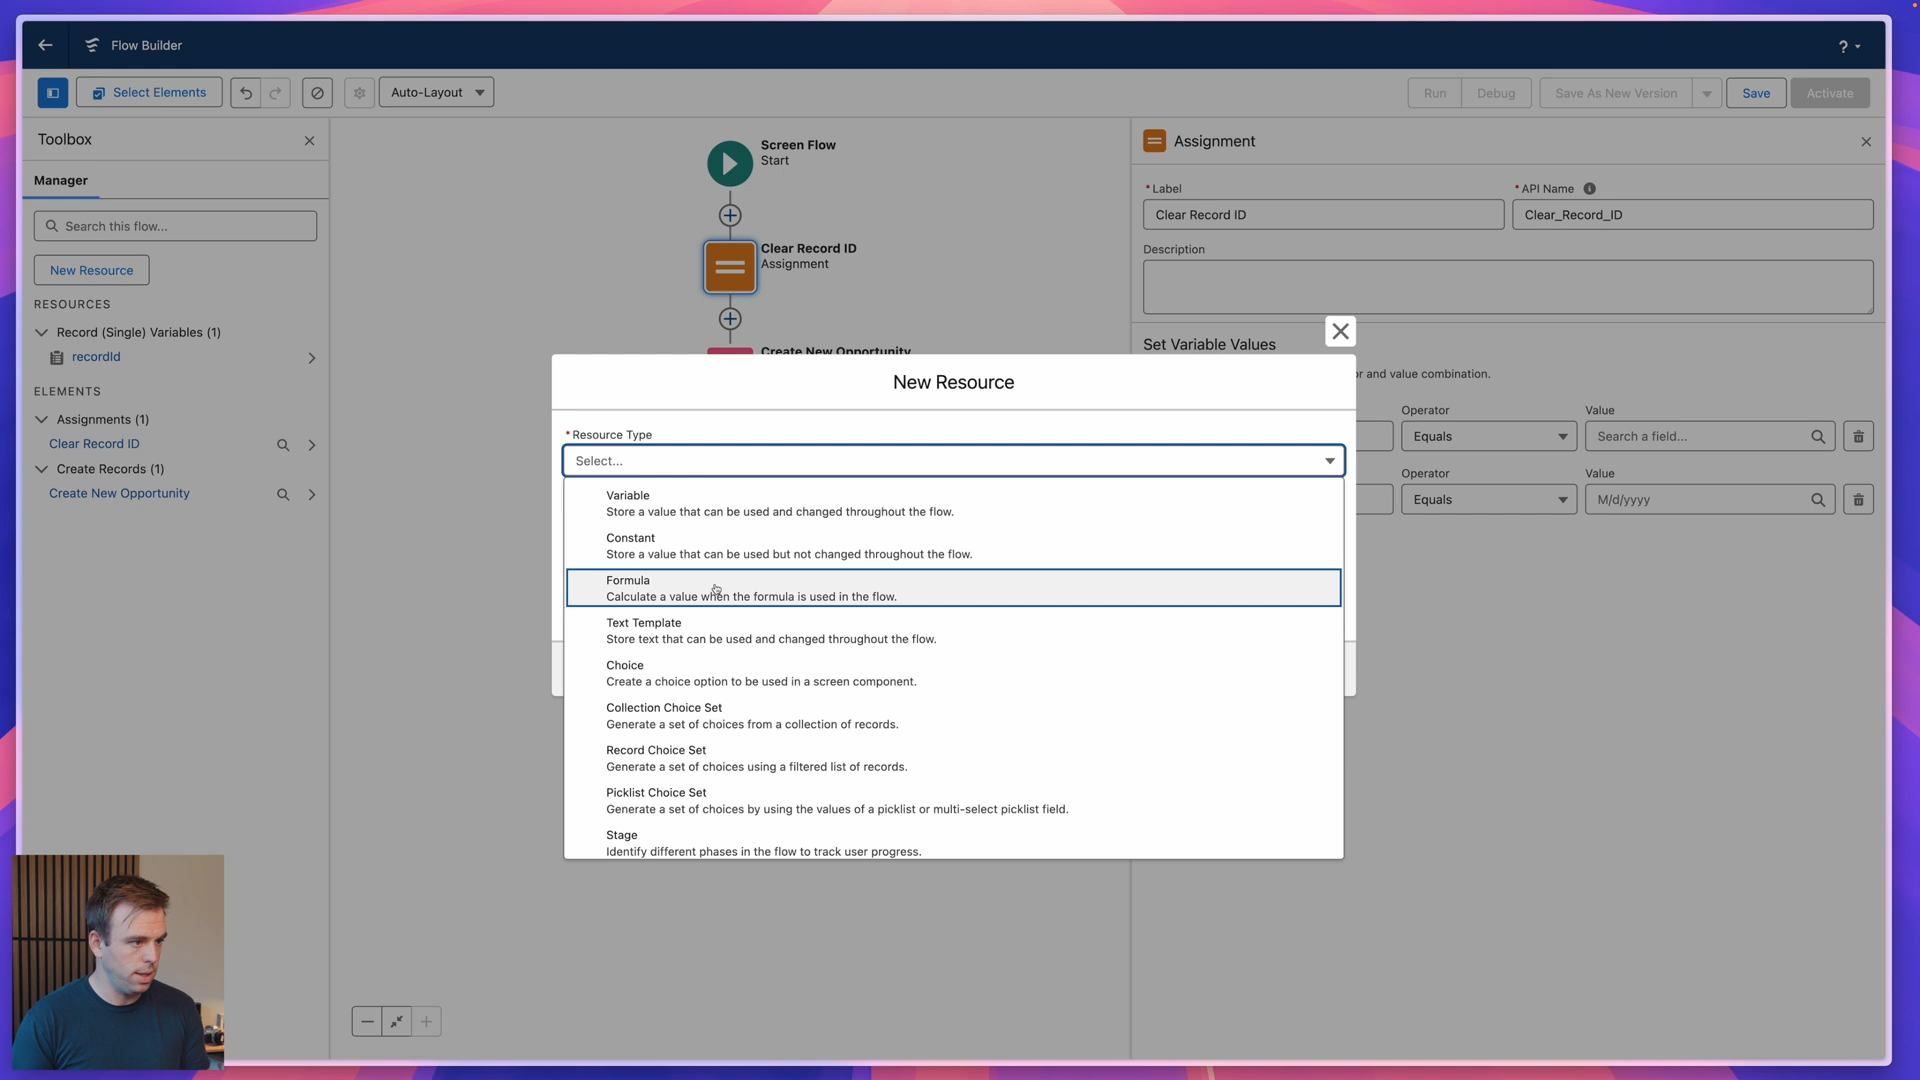 Flow Builder
?
Select Elements
Auto-Layout
Run
Debug
Save As New Version
Save
Activate
Toolbox
Manager
Search this flow...
New Resource
RESOURCES
Record (Single) Variables (1)
recordId
ELEMENTS
Assignments (1)
Clear Record ID
Create Records (1)
Create New Opportunity
Screen Flow
Start
Clear Record ID
Assignment
Create New Opportunity
Assignment
* Label
* API Name
Clear Record ID
Clear_Record_ID
Description
Set Variable Values
or and value combination.
Operator
Value
Equals
Search a field...
Operator
Value
Equals
M/d/yyyy
New Resource
* Resource Type
Select...
Variable
Store a value that can be used and changed throughout the flow.
Constant
Store a value that can be used but not changed throughout the flow.
Formula
Calculate a value when the formula is used in the flow.
Text Template
Store text that can be used and changed throughout the flow.
Choice
Create a choice option to be used in a screen component.
Collection Choice Set
Generate a set of choices from a collection of records.
Record Choice Set
Generate a set of choices using a filtered list of records.
Picklist Choice Set
Generate a set of choices by using the values of a picklist or multi-select picklist field.
Stage
Identify different phases in the flow to track user progress.